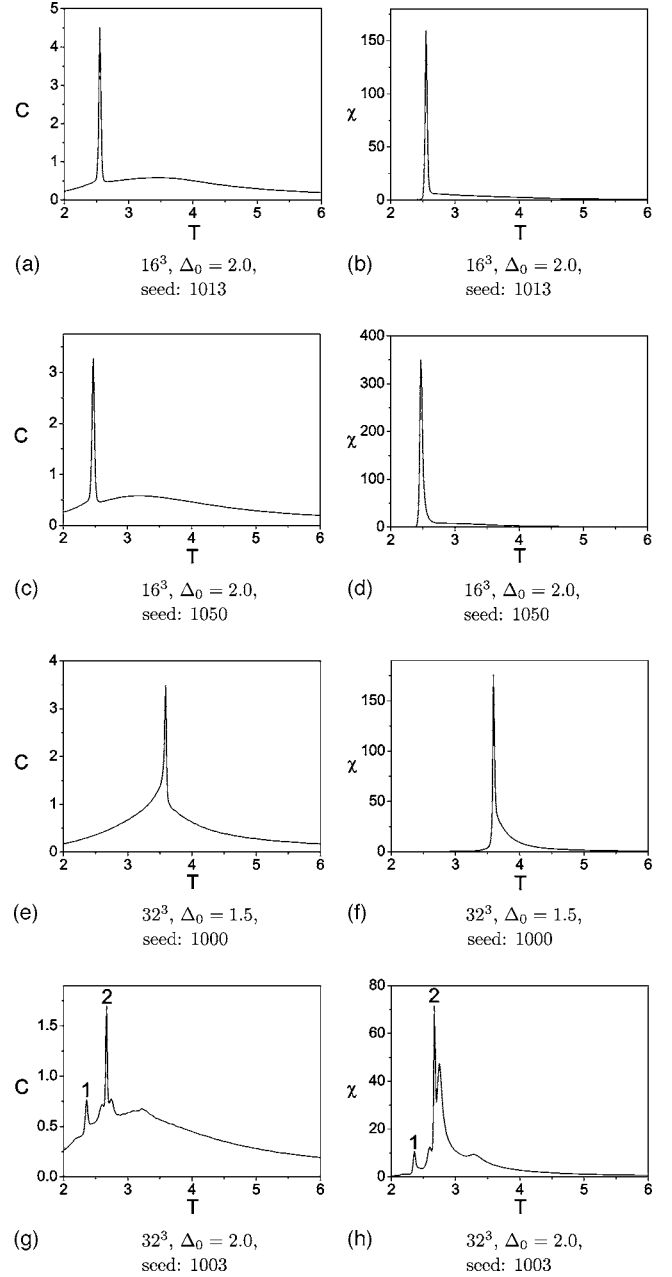 5
4
3
C
2
1
0
2 3 4 5 6
T
(a) 16³, Δ₀ = 2.0,
seed: 1013
150
100
χ
50
0
2 3 4 5 6
T
(b) 16³, Δ₀ = 2.0,
seed: 1013
3
2
C
1
0
2 3 4 5 6
T
(c) 16³, Δ₀ = 2.0,
seed: 1050
400
300
χ
200
100
0
2 3 4 5 6
T
(d) 16³, Δ₀ = 2.0,
seed: 1050
4
3
C
2
1
0
2 3 4 5 6
T
(e) 32³, Δ₀ = 1.5,
seed: 1000
150
100
χ
50
0
2 3 4 5 6
T
(f) 32³, Δ₀ = 1.5,
seed: 1000
2
1.5
1.0
C
1
0.5
0.0
2 3 4 5 6
T
(g) 32³, Δ₀ = 2.0,
seed: 1003
80
2
60
χ
40
20
1
0
2 3 4 5 6
T
(h) 32³, Δ₀ = 2.0,
seed: 1003